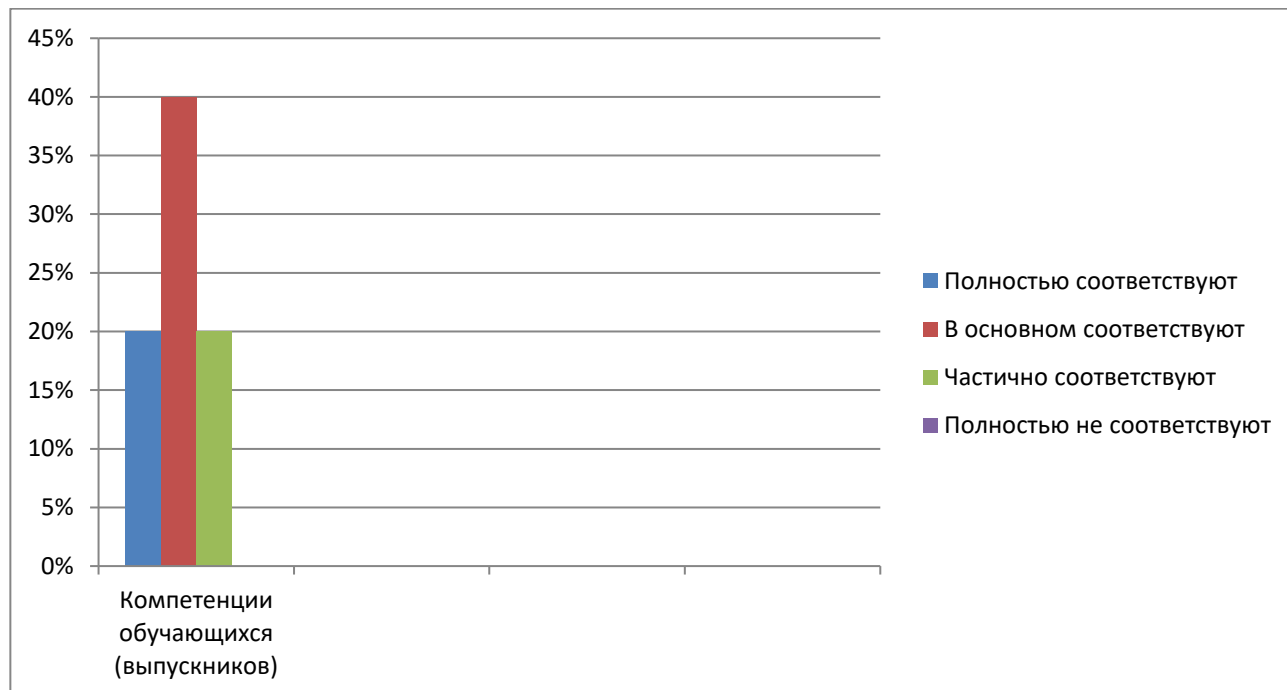 45%
40%
35%
30%
25%
20%
15%
10%
5%
0%
Компетенции
обучающихся
(выпускников)
Полностью соответствуют
В основном соответствуют
Частично соответствуют
Полностью не соответствуют